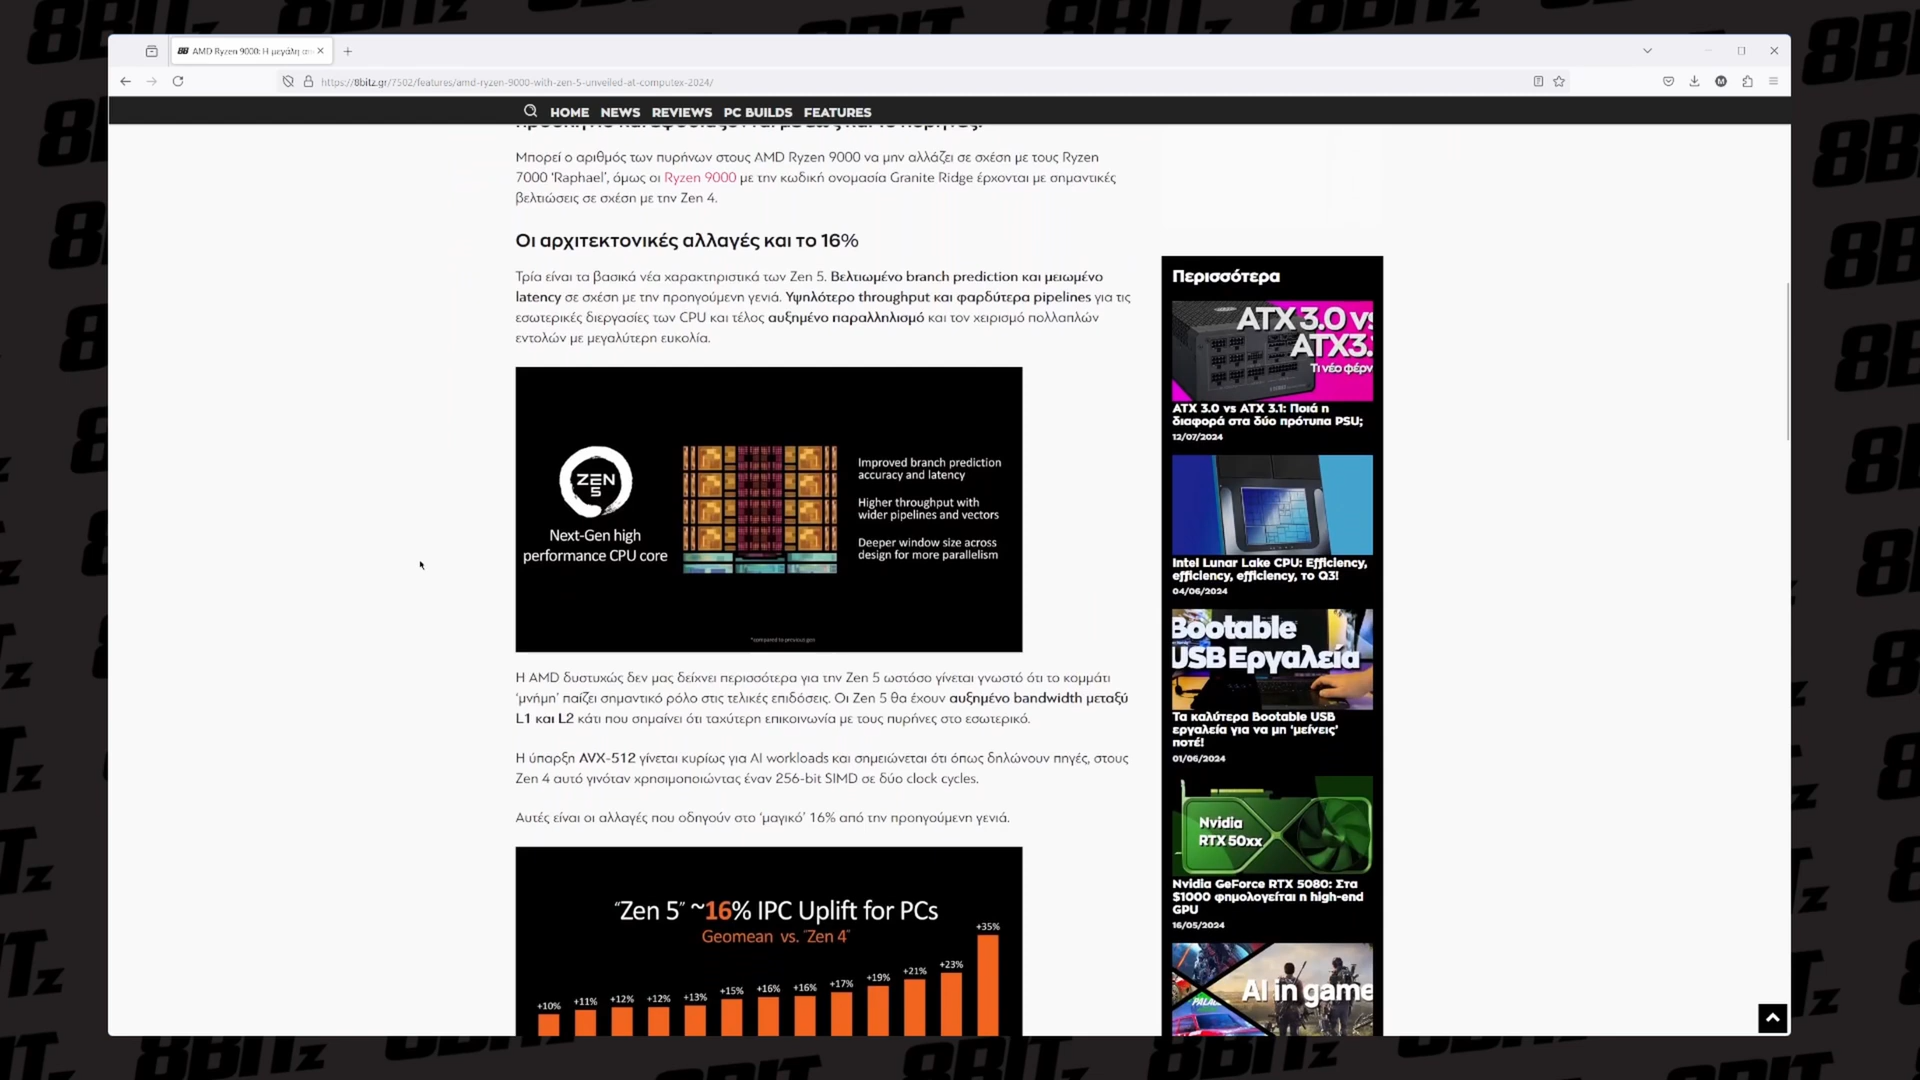 AMD Ryzen 9000: Η μεγάλη απ
https://8bitz.gr/7502/features/amd-ryzen-9000-with-zen-5-unveiled-at-computex-2024/
HOME NEWS REVIEWS PC BUILDS FEATURES
Μπορεί ο αριθμός των πυρήνων στους AMD Ryzen 9000 να μην αλλάζει σε σχέση με τους Ryzen
7000 'Raphael', όμως οι Ryzen 9000 με την κωδική ονομασία Granite Ridge έρχονται με σημαντικές
βελτιώσεις σε σχέση με την Zen 4.
Οι αρχιτεκτονικές αλλαγές και το 16%
Τρία είναι τα βασικά νέα χαρακτηριστικά των Zen 5. Βελτιωμένο branch prediction και μειωμένο
latency σε σχέση με την προηγούμενη γενιά. Υψηλότερο throughput και φαρδύτερα pipelines για τις
εσωτερικές διεργασίες των CPU και τέλος αυξημένο παραλληλισμό και τον χειρισμό πολλαπλών
εντολών με μεγαλύτερη ευκολία.
ZEN
5
Next-Gen high
performance CPU core
Improved branch prediction
accuracy and latency
Higher throughput with
wider pipelines and vectors
Deeper window size across
design for more parallelism
*compared to previous gen
Η AMD δυστυχώς δεν μας δείχνει περισσότερα για την Zen 5 ωστόσο γίνεται γνωστό ότι το κομμάτι
'μνήμη' παίζει σημαντικό ρόλο στις τελικές επιδόσεις. Οι Zen 5 θα έχουν αυξημένο bandwidth μεταξύ
L1 και L2 κάτι που σημαίνει ότι ταχύτερη επικοινωνία με τους πυρήνες στο εσωτερικό.
Η ύπαρξη AVX-512 γίνεται κυρίως για AI workloads και σημειώνεται ότι όπως δηλώνουν πηγές, στους
Zen 4 αυτό γινόταν χρησιμοποιώντας έναν 256-bit SIMD σε δύο clock cycles.
Αυτές είναι οι αλλαγές που οδηγούν στο 'μαγικό' 16% από την προηγούμενη γενιά.
"Zen 5" ~16% IPC Uplift for PCs
Geomean vs. "Zen 4"
+10% +11% +12% +12% +13% +15% +16% +16% +17% +19% +21% +23% +35%
Περισσότερα
ATX 3.0 vs
ATX3.
Τι νέο φέρν
ATX 3.0 vs ATX 3.1: Ποιά η
διαφορά στα δύο πρότυπα PSU;
12/07/2024
Intel Lunar Lake CPU: Efficiency,
efficiency, efficiency, το Q3!
04/06/2024
Bootable
USB Εργαλεία
Τα καλύτερα Bootable USB
εργαλεία για να μη 'μείνεις'
ποτέ!
01/06/2024
Nvidia
RTX 50xx
Nvidia GeForce RTX 5080: Στα
$1000 φημολογείται η high-end
GPU
16/05/2024
AI in game
8BITz